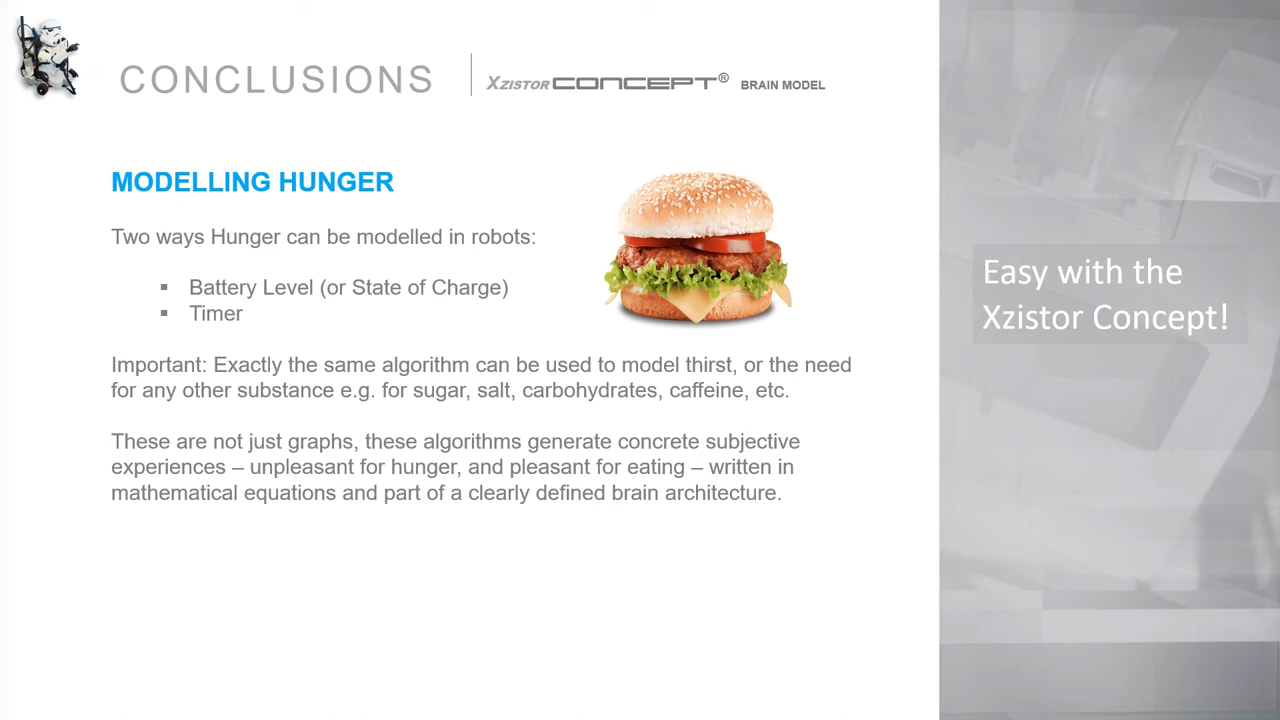 CONCLUSIONS
XZISTOR CONCEPT® BRAIN MODEL
MODELLING HUNGER
Two ways Hunger can be modelled in robots:
▪ Battery Level (or State of Charge)
▪ Timer
Important: Exactly the same algorithm can be used to model thirst, or the need
for any other substance e.g. for sugar, salt, carbohydrates, caffeine, etc.
These are not just graphs, these algorithms generate concrete subjective
experiences – unpleasant for hunger, and pleasant for eating – written in
mathematical equations and part of a clearly defined brain architecture.
Easy with the
Xzistor Concept!